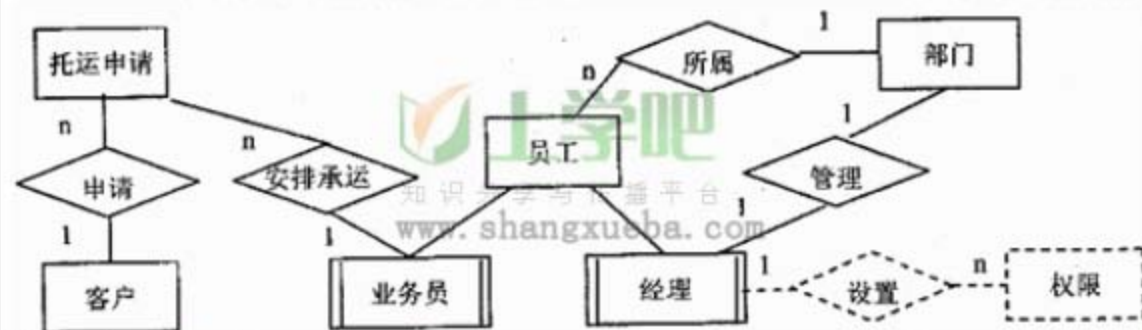 托运申请
n
申请
1
客户
n
安排承运
1
业务员
员工
n
所属
1
部门
1
管理
1
经理
1
设置
n
权限
上学吧
www.shangxueba.com